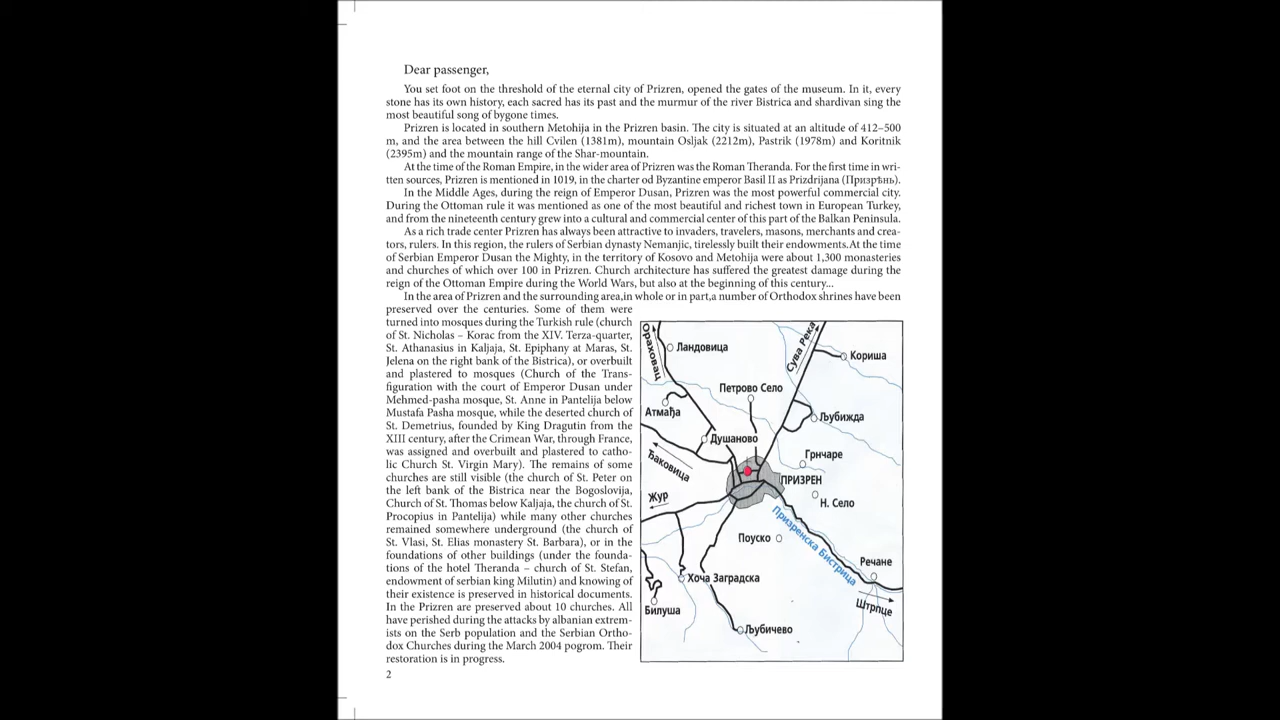 Dear passenger,
You set foot on the threshold of the eternal city of Prizren, opened the gates of the museum. In it, every
stone has its own history, each sacred has its past and the murmur of the river Bistrica and shardivan sing the
most beautiful song of bygone times.
Prizren is located in southern Metohija in the Prizren basin. The city is situated at an altitude of 412–500
m, and the area between the hill Cvilen (1381m), mountain Osljak (2212m), Pastrik (1978m) and Koritnik
(2395m) and the mountain range of the Shar-mountain.
At the time of the Roman Empire, in the wider area of Prizren was the Roman Theranda. For the first time in wri-
tten sources, Prizren is mentioned in 1019, in the charter od Byzantine emperor Basil II as Prizdrijana (Призрѣнь).
In the Middle Ages, during the reign of Emperor Dusan, Prizren was the most powerful commercial city.
During the Ottoman rule it was mentioned as one of the most beautiful and richest town in European Turkey,
and from the nineteenth century grew into a cultural and commercial center of this part of the Balkan Peninsula.
As a rich trade center Prizren has always been attractive to invaders, travelers, masons, merchants and crea-
tors, rulers. In this region, the rulers of Serbian dynasty Nemanjic, tirelessly built their endowments.At the time
of Serbian Emperor Dusan the Mighty, in the territory of Kosovo and Metohija were about 1,300 monasteries
and churches of which over 100 in Prizren. Church architecture has suffered the greatest damage during the
reign of the Ottoman Empire during the World Wars, but also at the beginning of this century...
In the area of Prizren and the surrounding area,in whole or in part,a number of Orthodox shrines have been
preserved over the centuries. Some of them were
turned into mosques during the Turkish rule (church
of St. Nicholas – Korac from the XIV. Terza-quarter,
St. Athanasius in Kaljaja, St. Epiphany at Maras, St.
Jelena on the right bank of the Bistrica), or overbuilt
and plastered to mosques (Church of the Trans-
figuration with the court of Emperor Dusan under
Mehmed-pasha mosque, St. Anne in Pantelija below
Mustafa Pasha mosque, while the deserted church of
St. Demetrius, founded by King Dragutin from the
XIII century, after the Crimean War, through France,
was assigned and overbuilt and plastered to catho-
lic Church St. Virgin Mary). The remains of some
churches are still visible (the church of St. Peter on
the left bank of the Bistrica near the Bogoslovija,
Church of St. Thomas below Kaljaja, the church of St.
Procopius in Pantelija) while many other churches
remained somewhere underground (the church of
St. Vlasi, St. Elias monastery St. Barbara), or in the
foundations of other buildings (under the founda-
tions of the hotel Theranda – church of St. Stefan,
endowment of serbian king Milutin) and knowing of
their existence is preserved in historical documents.
In the Prizren are preserved about 10 churches. All
have perished during the attacks by albanian extrem-
ists on the Serb population and the Serbian Ortho-
dox Churches during the March 2004 pogrom. Their
restoration is in progress.
2
Ораховац
Ландовица
Сува Река
Кориша
Петрово Село
Атмађа
Љубижда
Душаново
Грнчаре
Ђаковица
ПРИЗРЕН
Жур
Н. Село
Призренска Бистрица
Поуско
Речане
Хоча Заградска
Штрпце
Билуша
Љубичево